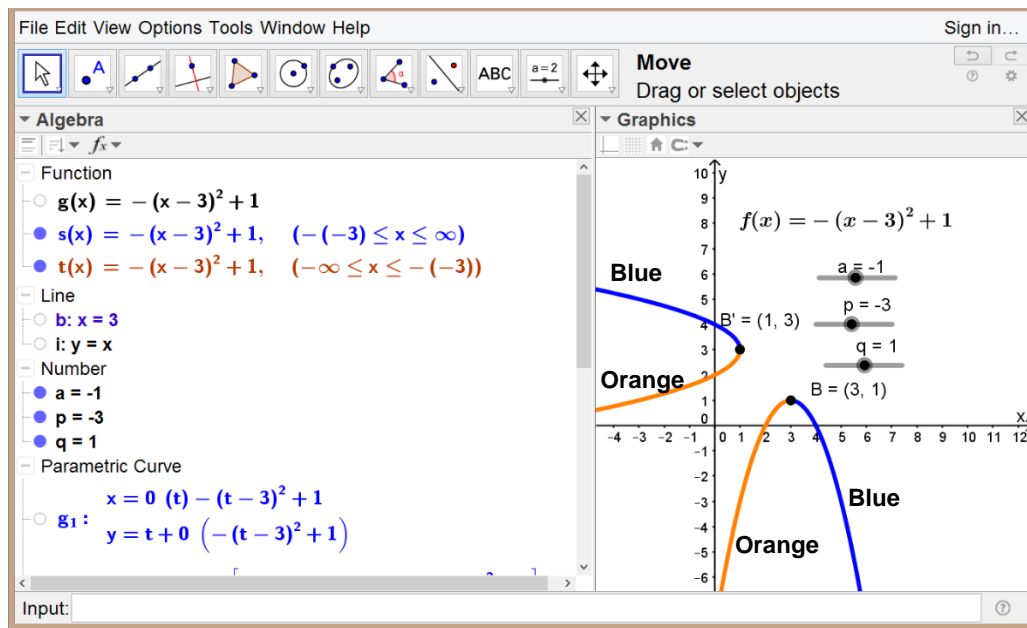 File Edit View Options Tools Window Help
Sign in...
A
α
ABC
a=2
Move
Drag or select objects
Algebra
Graphics
fx
Function
g(x) = −(x − 3)² + 1
s(x) = −(x − 3)² + 1, (−(−3) ≤ x ≤ ∞)
t(x) = −(x − 3)² + 1, (−∞ ≤ x ≤ −(−3))
Line
b: x = 3
i: y = x
Number
a = -1
p = -3
q = 1
Parametric Curve
g₁: x = 0 (t) − (t − 3)² + 1
y = t + 0 (−(t − 3)² + 1)
y
10
9
8
7
6
5
4
3
2
1
0
-1
-2
-3
-4
-5
-6
f(x) = −(x − 3)² + 1
a = -1
p = -3
q = 1
Blue
B' = (1, 3)
Orange
B = (3, 1)
x
-4 -3 -2 -1 0 1 2 3 4 5 6 7 8 9 10 11 12
Blue
Orange
Input: